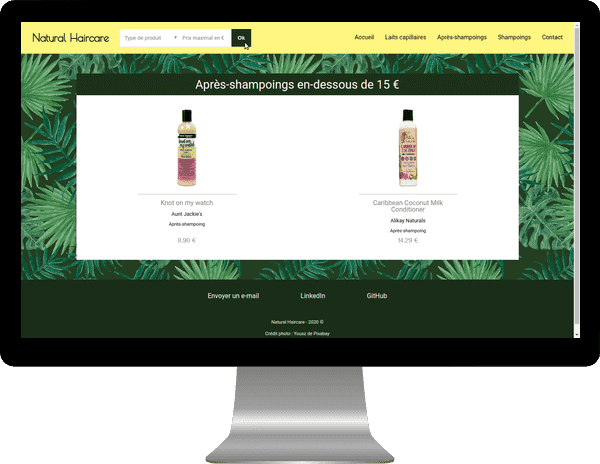 Natural Haircare
Type de produit
Prix maximal en €
Ok
Accueil
Laits capillaires
Après-shampoings
Shampoings
Contact
Après-shampoings en-dessous de 15 €
Knot on my watch
Aunt Jackie's
Après-shampoing
8.90 €
Caribbean Coconut Milk
Conditioner
Alikay Naturals
Après-shampoing
14.29 €
Envoyer un e-mail
LinkedIn
GitHub
Natural Haircare - 2020 ©
Crédit photo : Yousz de Pixabay